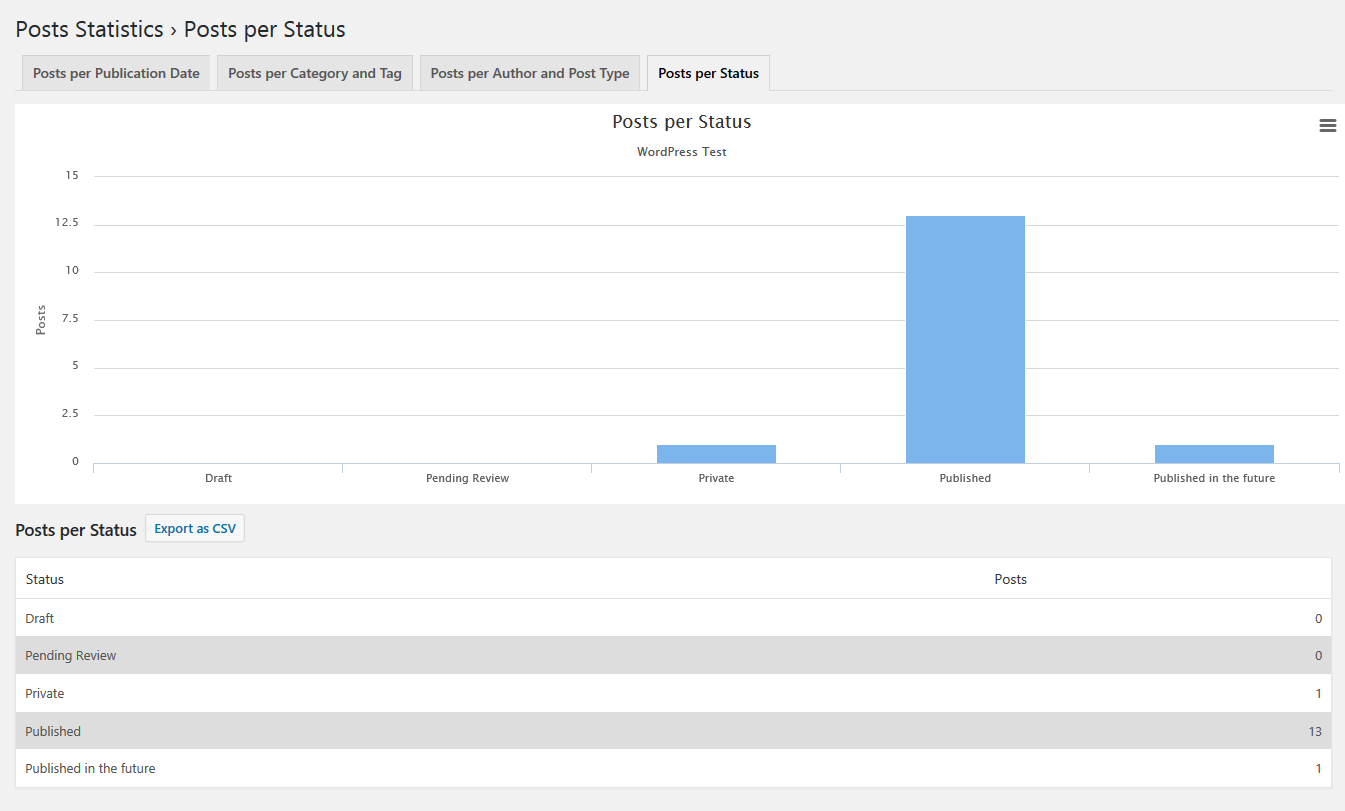 Posts Statistics › Posts per Status
Posts per Publication Date
Posts per Category and Tag
Posts per Author and Post Type
Posts per Status
Posts per Status
WordPress Test
15
12.5
10
7.5
5
2.5
0
Posts
Draft
Pending Review
Private
Published
Published in the future
Posts per Status
Export as CSV
Status Posts
Draft 0
Pending Review 0
Private 1
Published 13
Published in the future 1